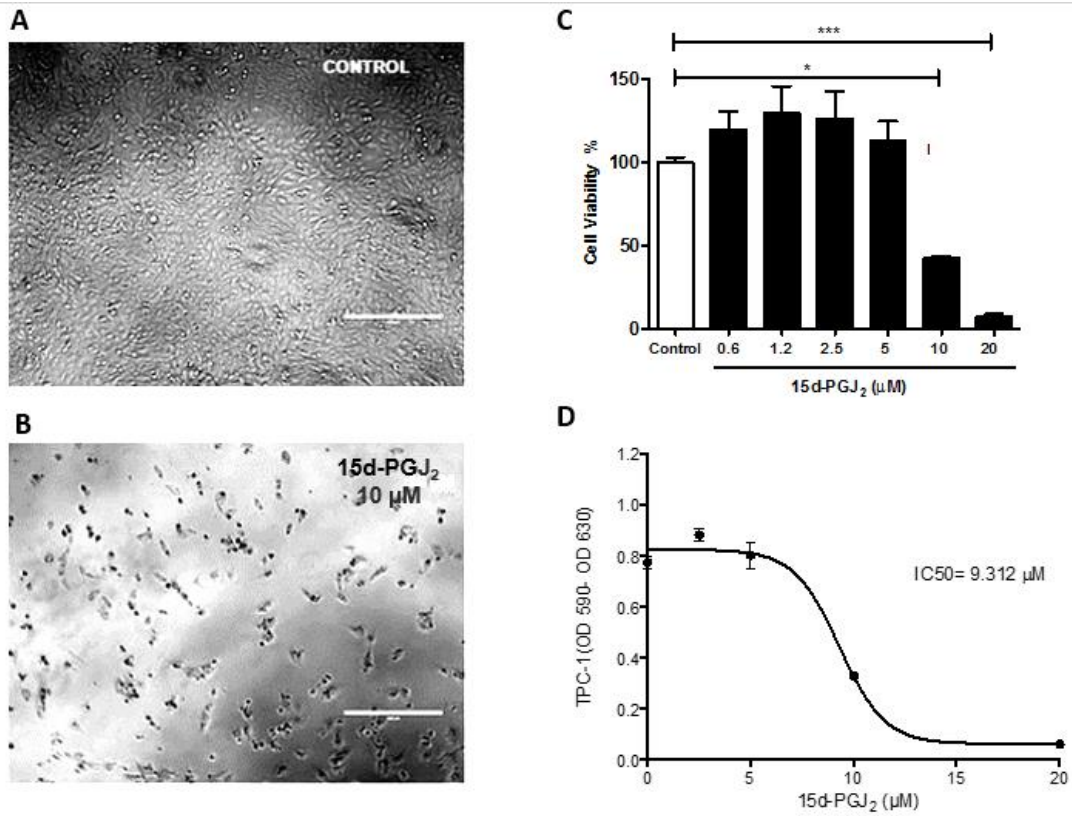 A
CONTROL
B
15d-PGJ₂
10 µM
C
***
*
150
100
50
0
Cell Viability %
I
Control 0.6 1.2 2.5 5 10 20
15d-PGJ₂ (µM)
D
1.2
1.0
0.8
0.6
0.4
0.2
0.0
TPC-1 (OD 590- OD 630)
IC50= 9.312 µM
0 5 10 15 20
15d-PGJ₂ (µM)